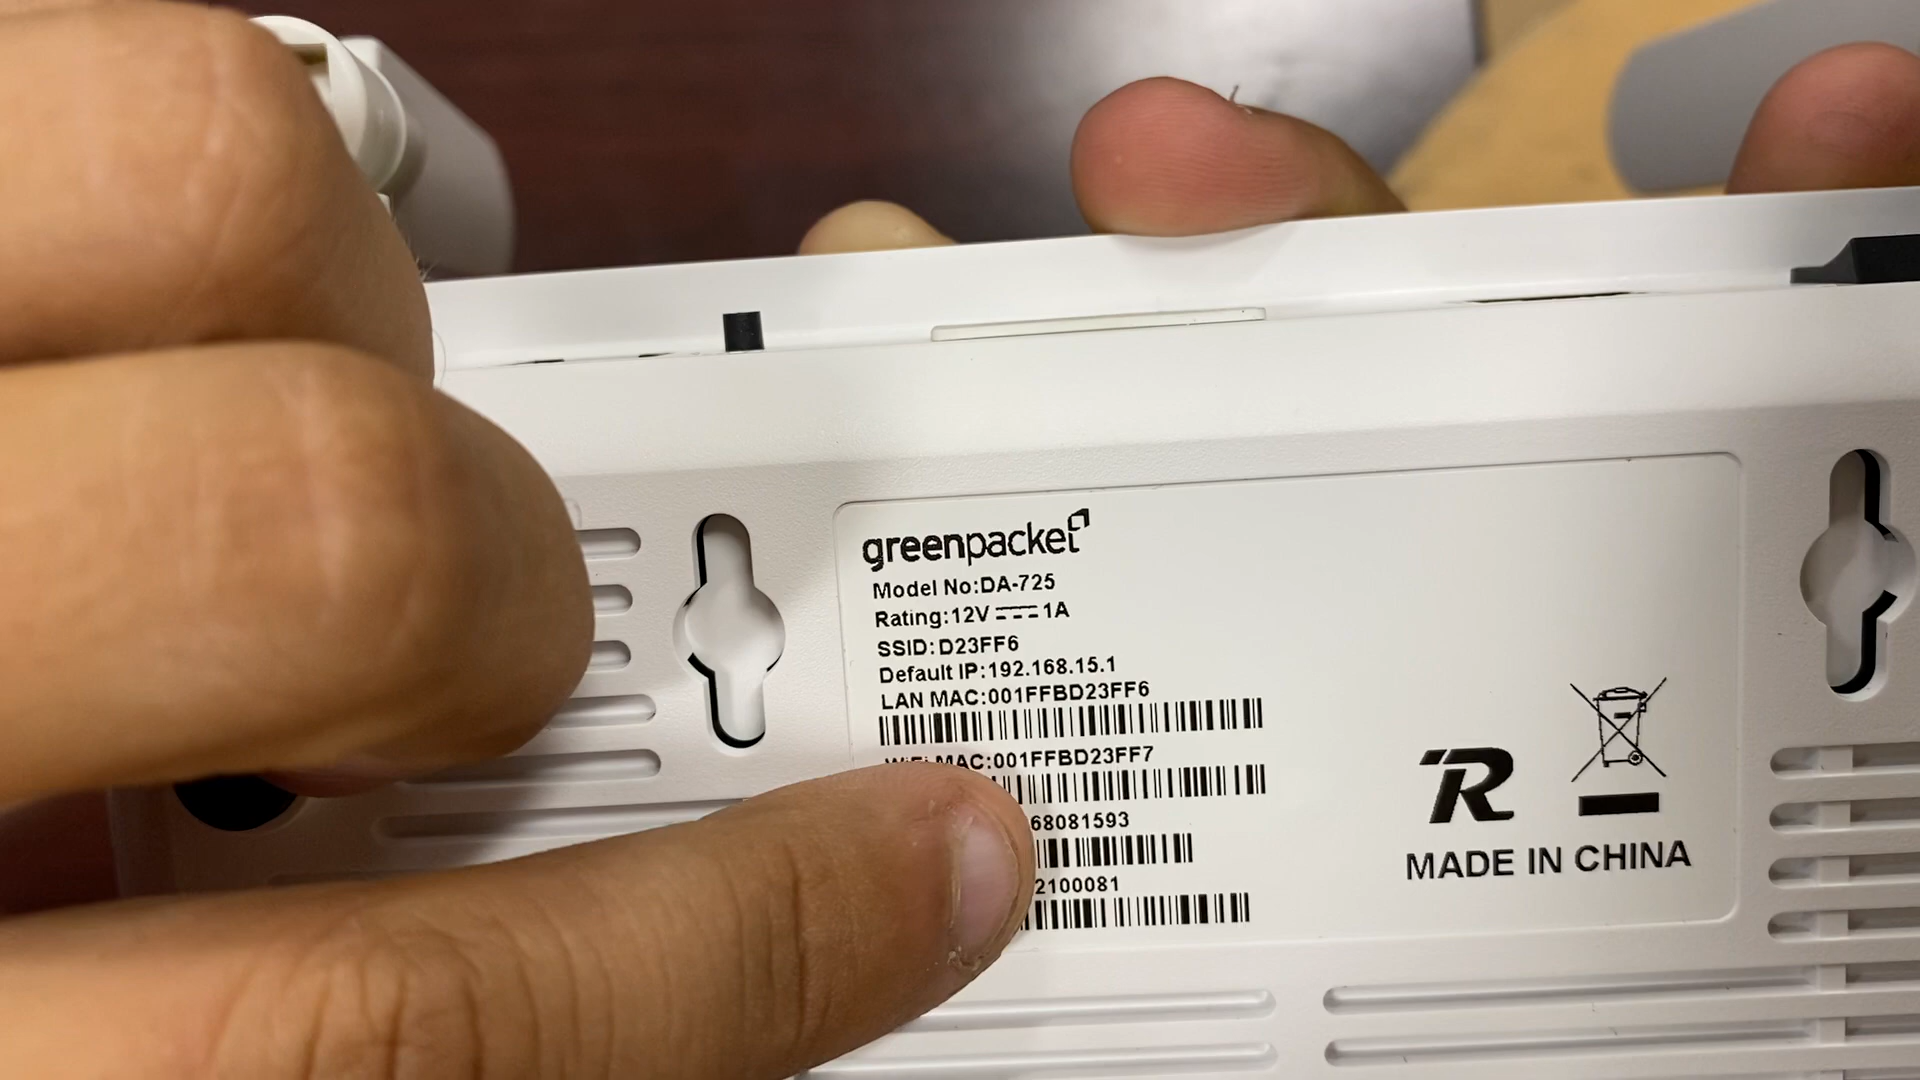 greenpacket
Model No:DA-725
Rating:12V 1A
SSID:D23FF6
Default IP:192.168.15.1
LAN MAC:001FFBD23FF6
WiFi MAC:001FFBD23FF7
68081593
2100081
R
MADE IN CHINA